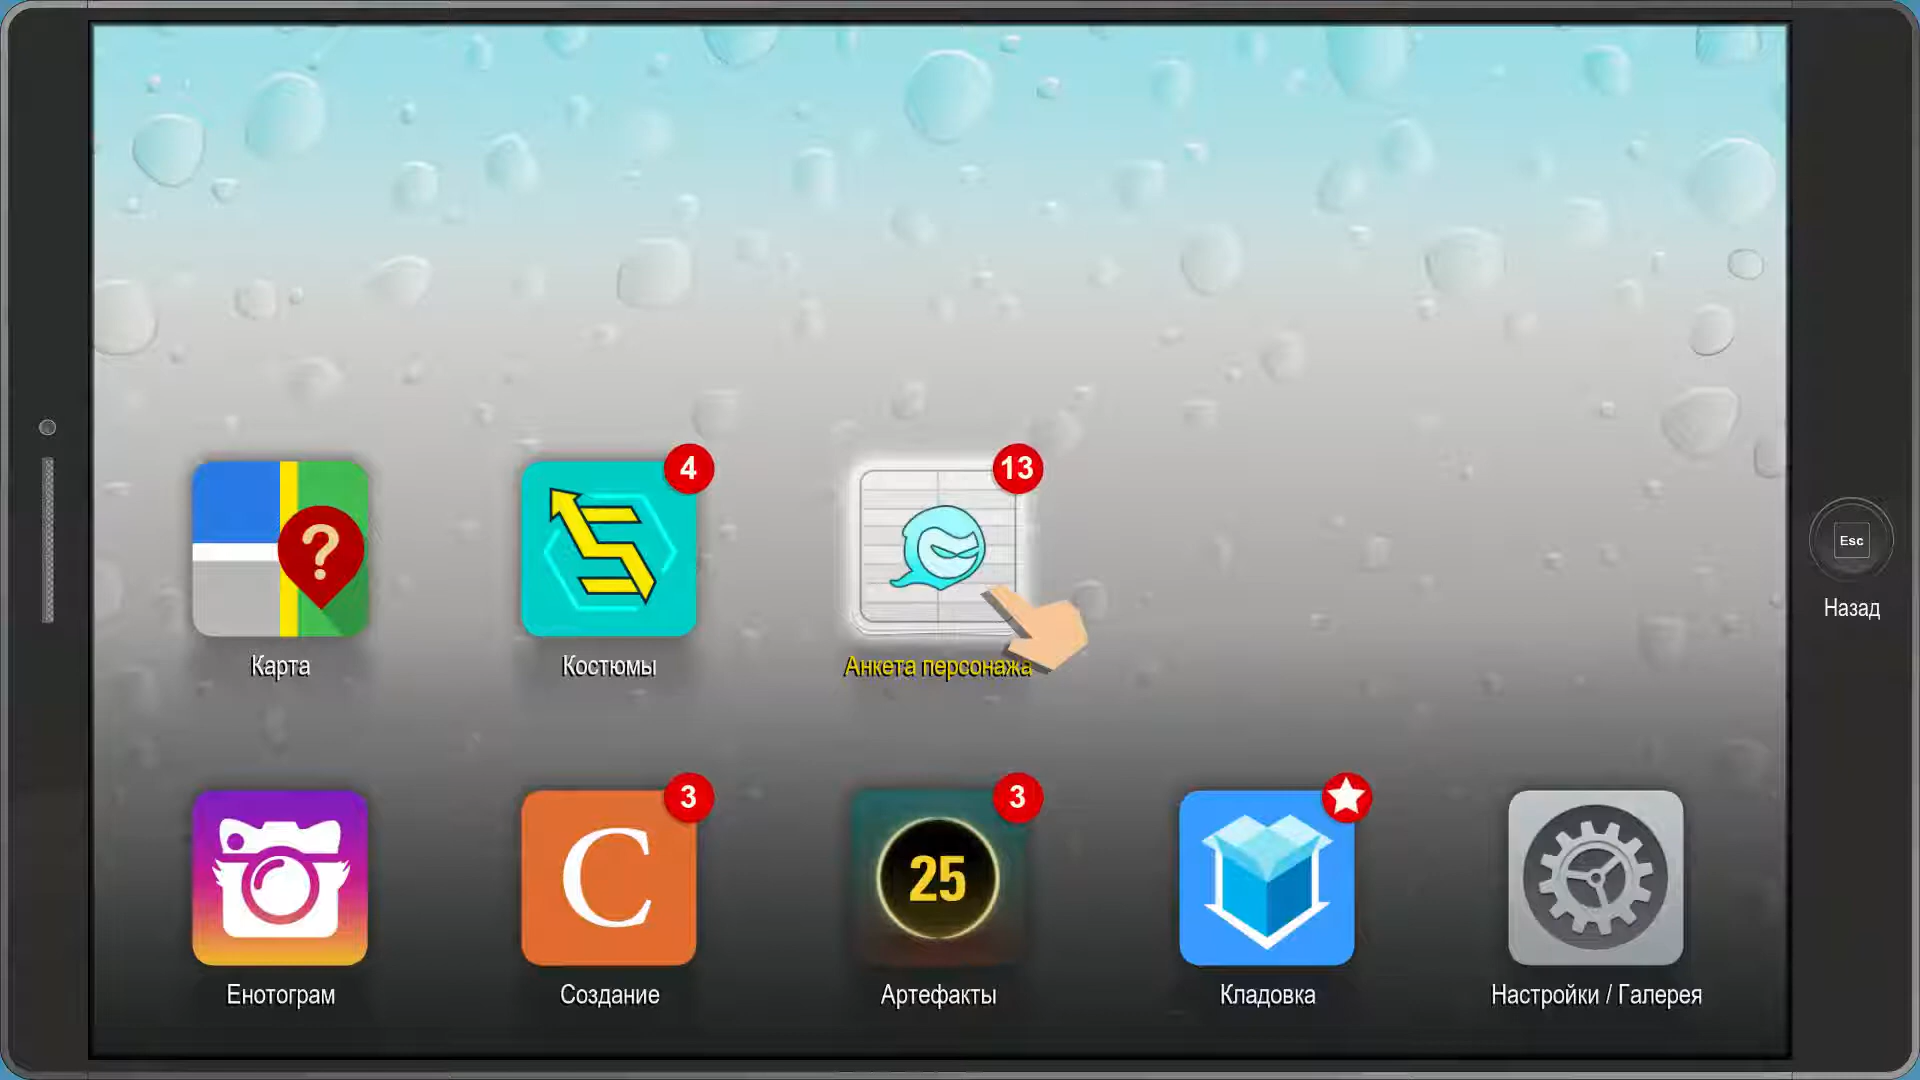 4
13
?
Esc
Назад
Карта
Костюмы
Анкета персонажа
3
3
C
25
Енотограм
Создание
Артефакты
Кладовка
Настройки / Галерея